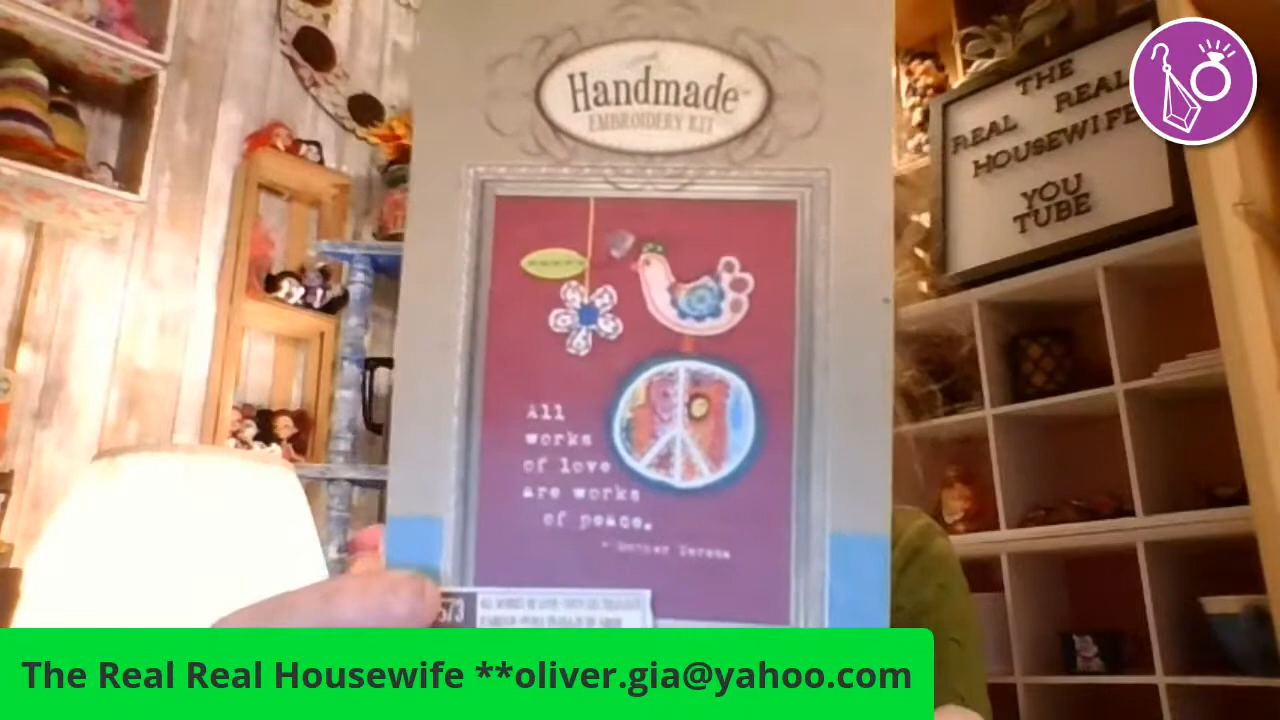 Handmade
EMBROIDERY KIT
THE
REAL
REAL
HOUSEWIFE
YOU
TUBE
All
works
of love
are works
of peace.
The Real Real Housewife **oliver.gia@yahoo.com